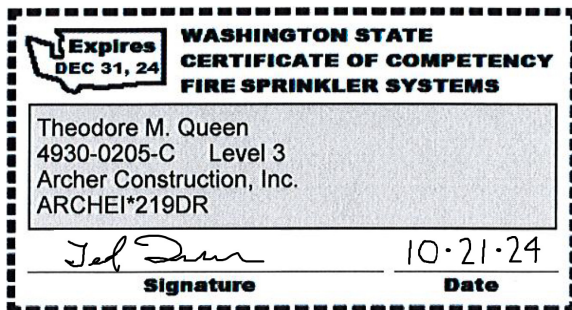 Expires
DEC 31, 24
WASHINGTON STATE
CERTIFICATE OF COMPETENCY
FIRE SPRINKLER SYSTEMS
Theodore M. Queen
4930-0205-C Level 3
Archer Construction, Inc.
ARCHEI*219DR
Ted 10·21·24
Signature Date